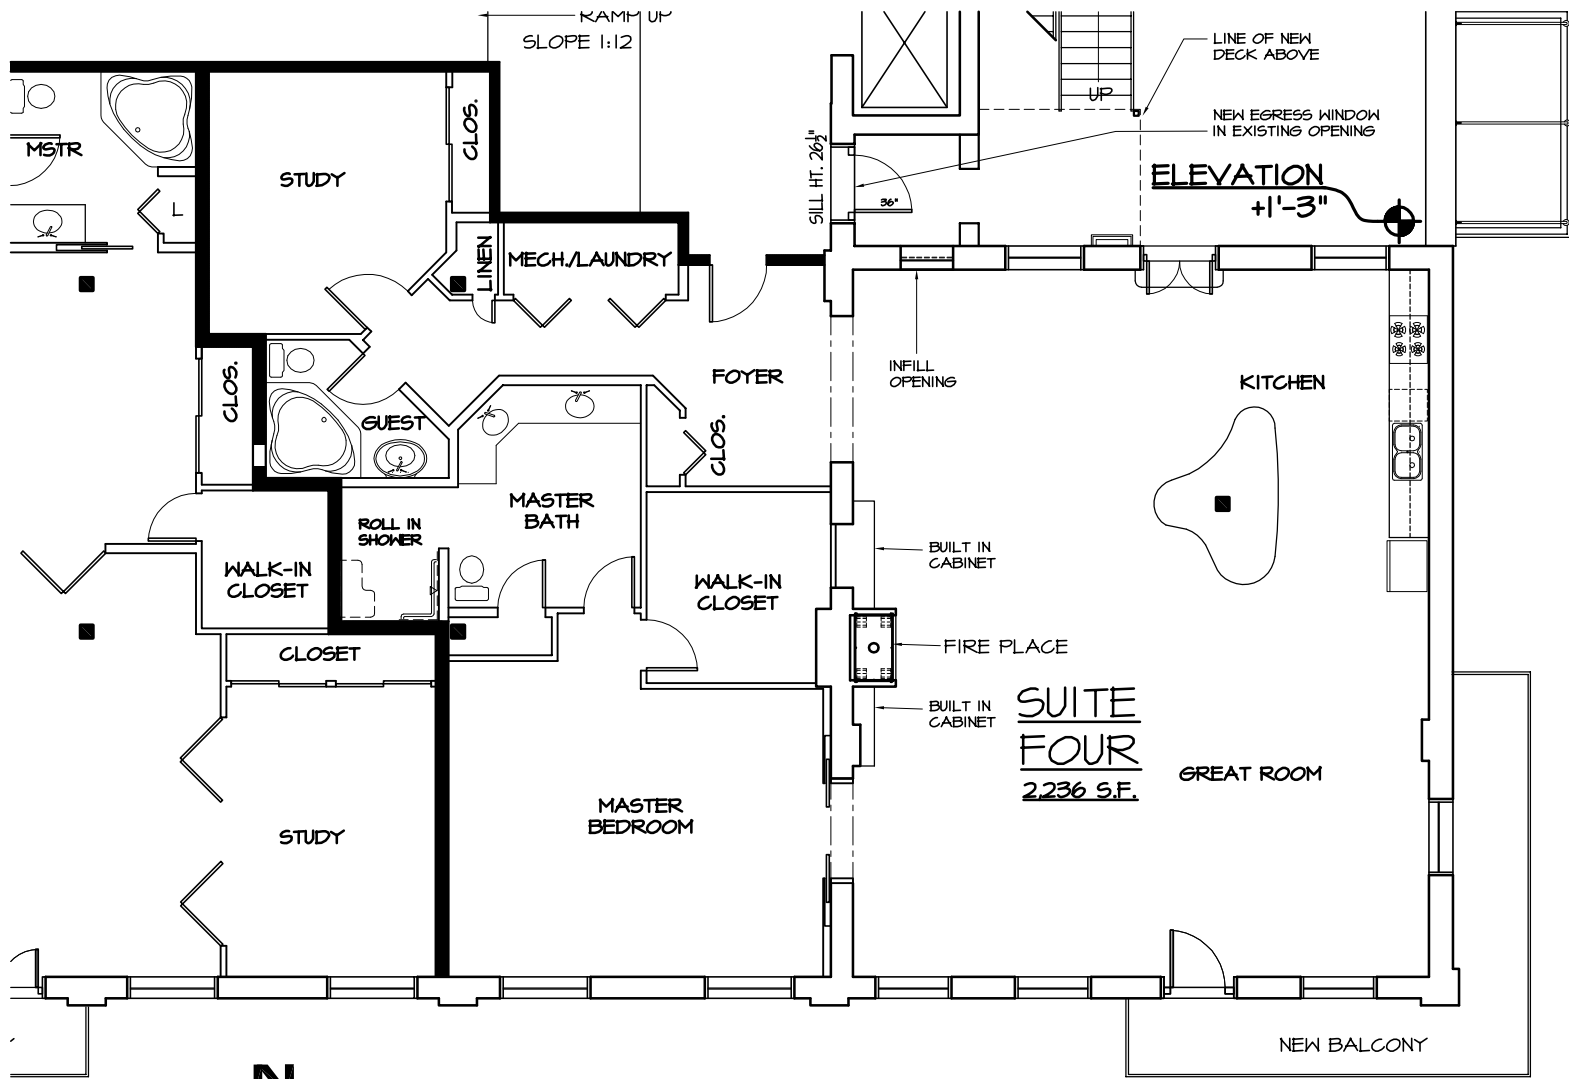 RAMP UP
SLOPE 1:12
LINE OF NEW
DECK ABOVE
UP
NEW EGRESS WINDOW
IN EXISTING OPENING
SILL HT. 26½"
36"
ELEVATION
+1'-3"
MSTR
L
STUDY
CLOS.
LINEN
MECH./LAUNDRY
INFILL
OPENING
FOYER
KITCHEN
CLOS.
GUEST
CLOS.
MASTER
BATH
ROLL IN
SHOWER
WALK-IN
CLOSET
WALK-IN
CLOSET
BUILT IN
CABINET
CLOSET
FIRE PLACE
BUILT IN
CABINET
SUITE
FOUR
2,236 S.F.
GREAT ROOM
MASTER
BEDROOM
STUDY
NEW BALCONY